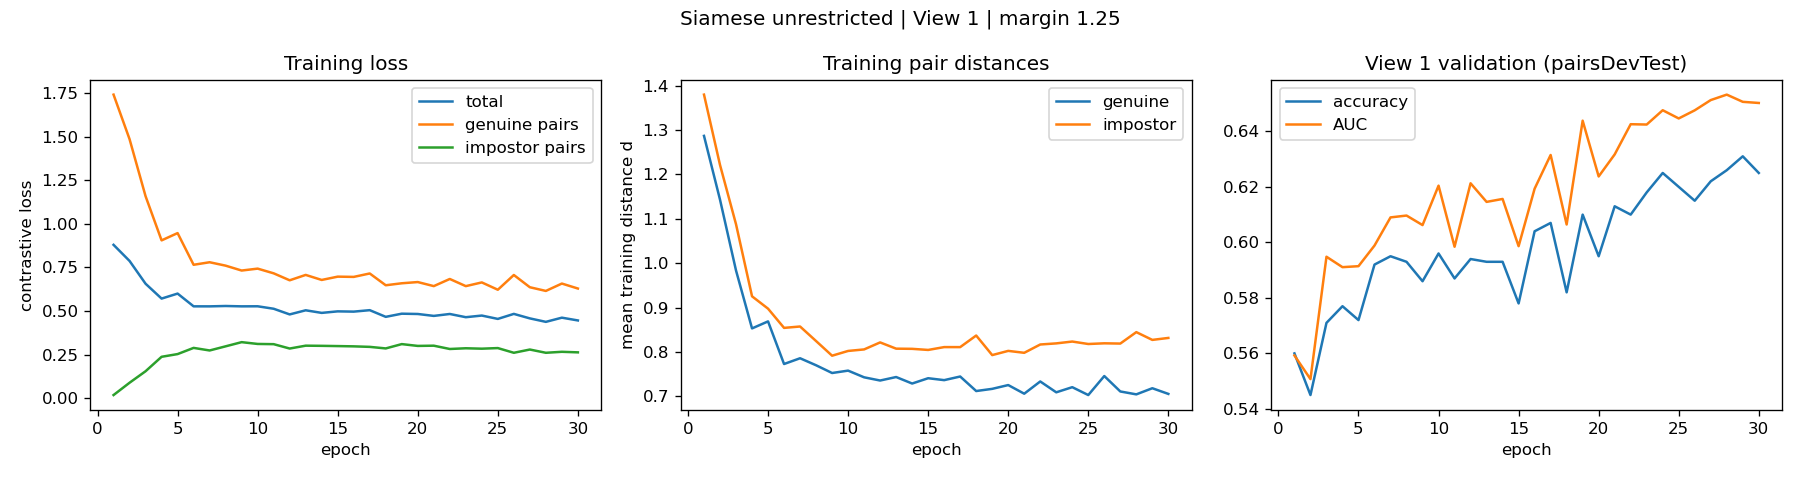 Siamese unrestricted | View 1 | margin 1.25
Training loss
contrastive loss
1.75
1.50
1.25
1.00
0.75
0.50
0.25
0.00
total
genuine pairs
impostor pairs
0 5 10 15 20 25 30
epoch
Training pair distances
mean training distance d
1.4
1.3
1.2
1.1
1.0
0.9
0.8
0.7
genuine
impostor
0 5 10 15 20 25 30
epoch
View 1 validation (pairsDevTest)
0.64
0.62
0.60
0.58
0.56
0.54
accuracy
AUC
0 5 10 15 20 25 30
epoch